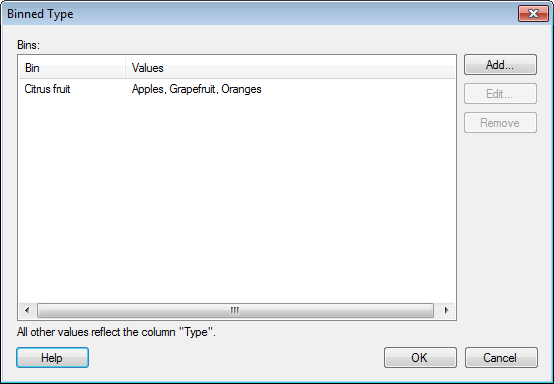 Binned Type
Bins:
Bin Values
Citrus fruit Apples, Grapefruit, Oranges
Add...
Edit...
Remove
All other values reflect the column "Type".
Help OK Cancel